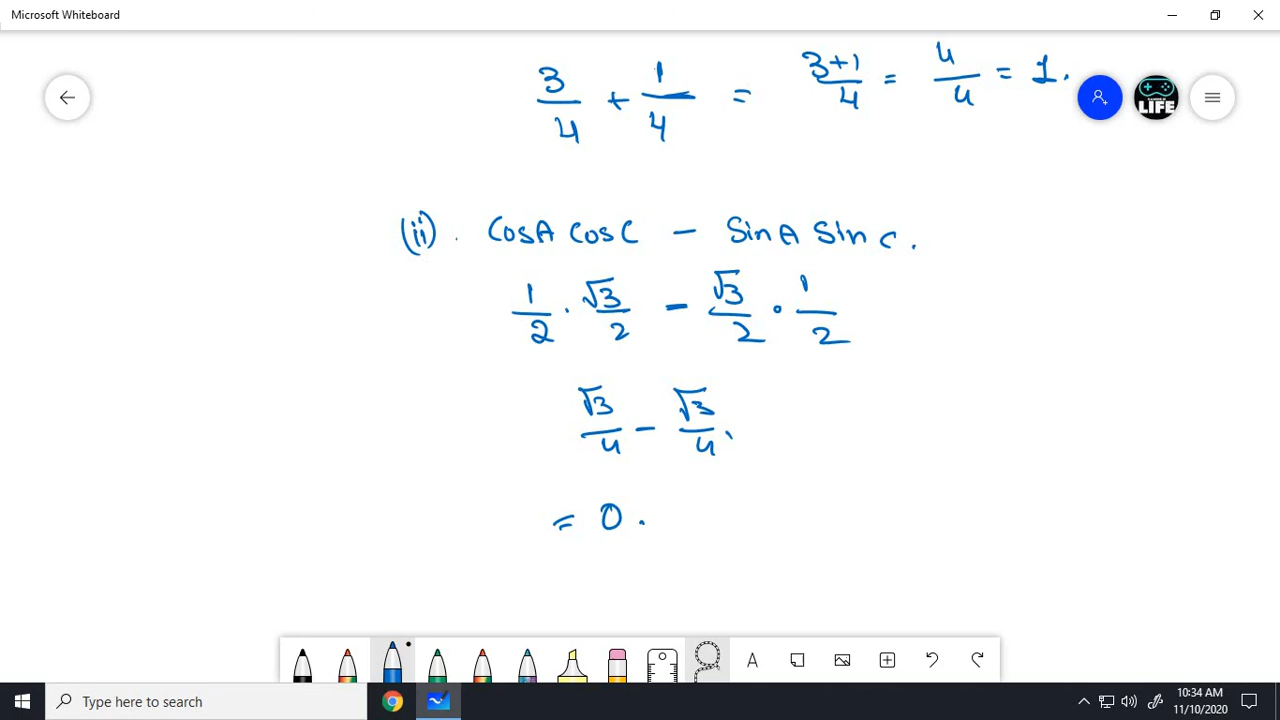 Microsoft Whiteboard
3/4 + 1/4 = 3+1/4 = 4/4 = 1.
LIFE
(ii). CosA CosC - SinA Sin C.
1/2 · √3/2 - √3/2 · 1/2
√3/4 - √3/4.
= 0.
A
Type here to search
10:34 AM
11/10/2020